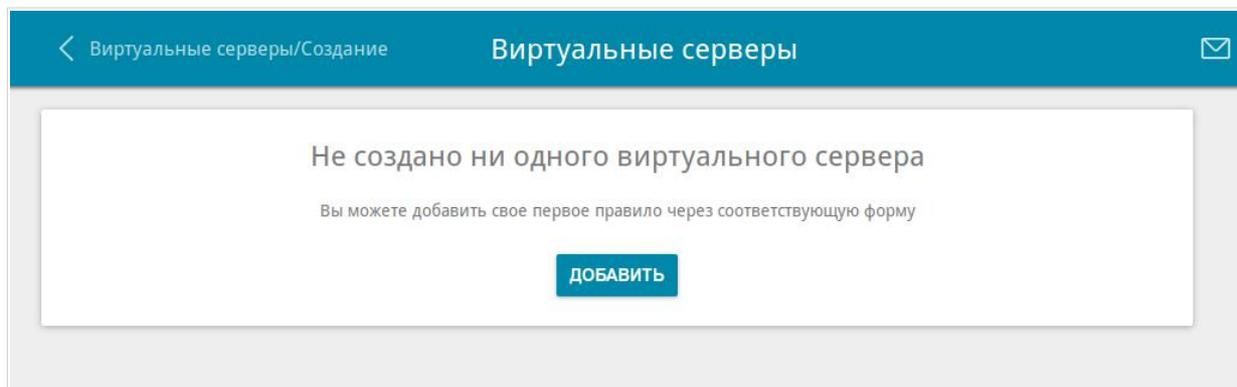 Виртуальные серверы/Создание
Виртуальные серверы
Не создано ни одного виртуального сервера
Вы можете добавить свое первое правило через соответствующую форму
ДОБАВИТЬ